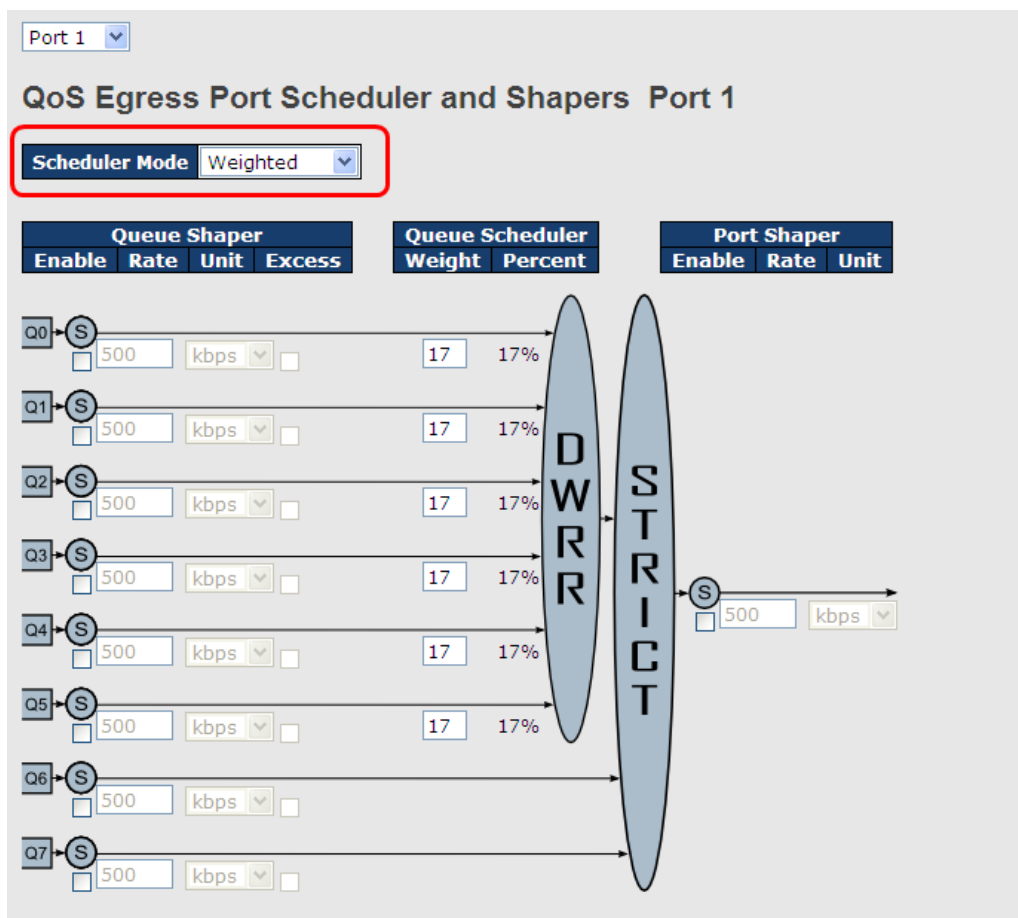 Port 1
QoS Egress Port Scheduler and Shapers Port 1
Scheduler Mode Weighted
Queue Shaper Queue Scheduler Port Shaper
Enable Rate Unit Excess Weight Percent Enable Rate Unit
Q0 S
500 kbps 17 17%
Q1 S
500 kbps 17 17%
Q2 S
500 kbps 17 17%
Q3 S
500 kbps 17 17%
Q4 S
500 kbps 17 17%
Q5 S
500 kbps 17 17%
Q6 S
500 kbps
Q7 S
500 kbps
DWRR
STRICT
S
500 kbps